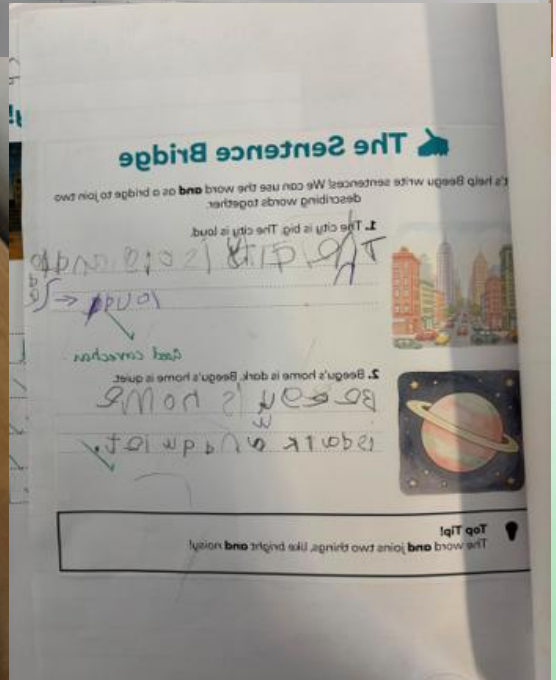 The Sentence Bridge
t's help Beegu write sentences! We can use the word and as a bridge to join two
describing words together.
1. The city is big. The city is loud.
The city is
loud
Good correction
2. Beegu's home is dark. Beegu's home is quiet.
Beegu is home
is dark and quiet.
Top Tip!
The word and joins two things, like bright and noisy!